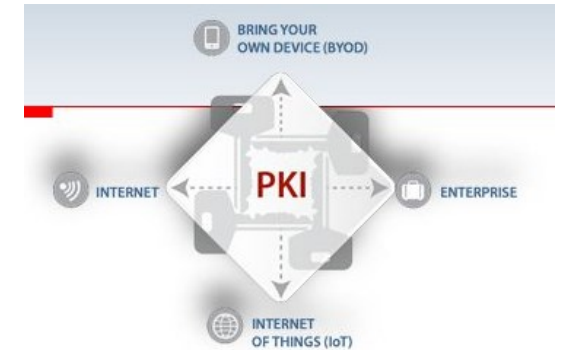 BRING YOUR
OWN DEVICE (BYOD)
INTERNET
PKI
ENTERPRISE
INTERNET
OF THINGS (IoT)